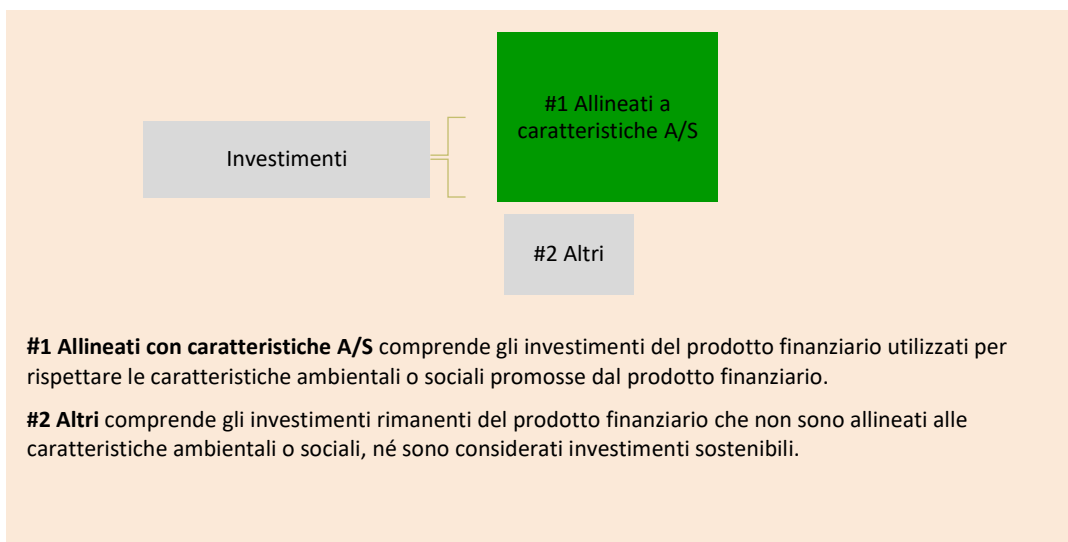 #1 Allineati a
caratteristiche A/S
Investimenti
#2 Altri
#1 Allineati con caratteristiche A/S comprende gli investimenti del prodotto finanziario utilizzati per
rispettare le caratteristiche ambientali o sociali promosse dal prodotto finanziario.
#2 Altri comprende gli investimenti rimanenti del prodotto finanziario che non sono allineati alle
caratteristiche ambientali o sociali, né sono considerati investimenti sostenibili.